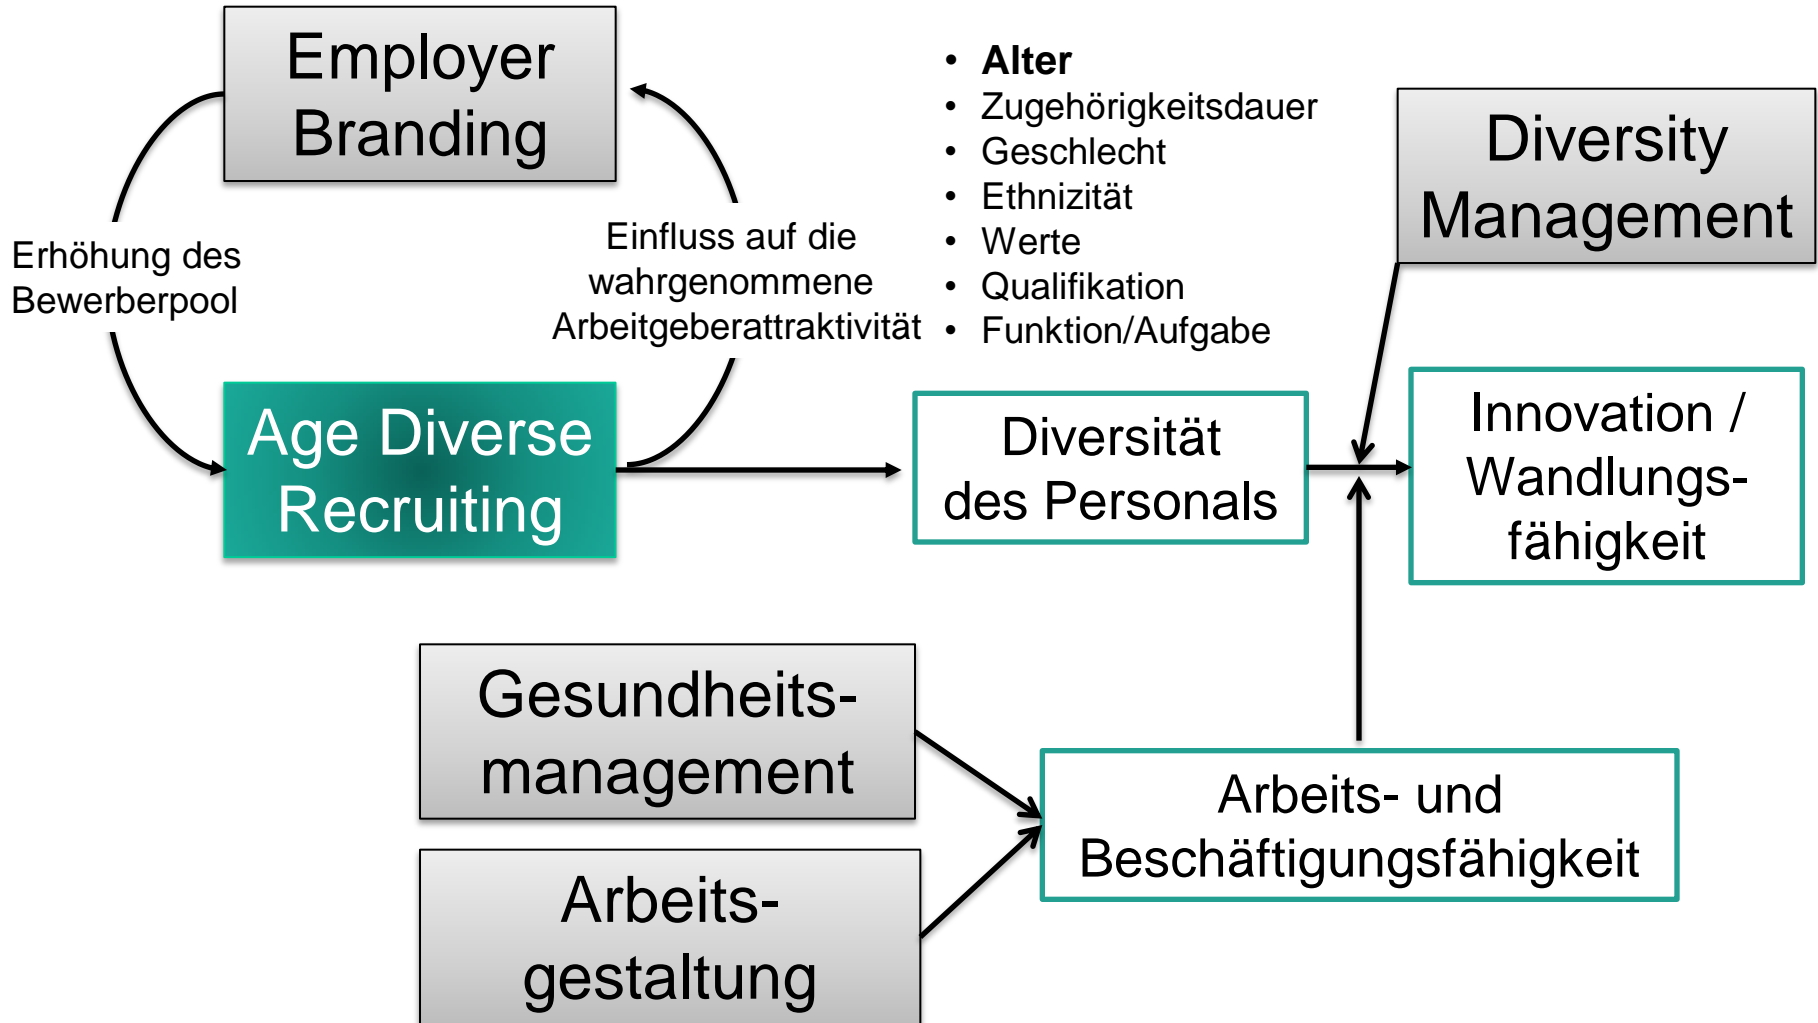 Employer
Branding
Erhöhung des
Bewerberpool
Einfluss auf die
wahrgenommene
Arbeitgeberattraktivität
• Alter
• Zugehörigkeitsdauer
• Geschlecht
• Ethnizität
• Werte
• Qualifikation
• Funktion/Aufgabe
Diversity
Management
Age Diverse
Recruiting
Diversität
des Personals
Innovation /
Wandlungs-
fähigkeit
Gesundheits-
management
Arbeits- und
Beschäftigungsfähigkeit
Arbeits-
gestaltung